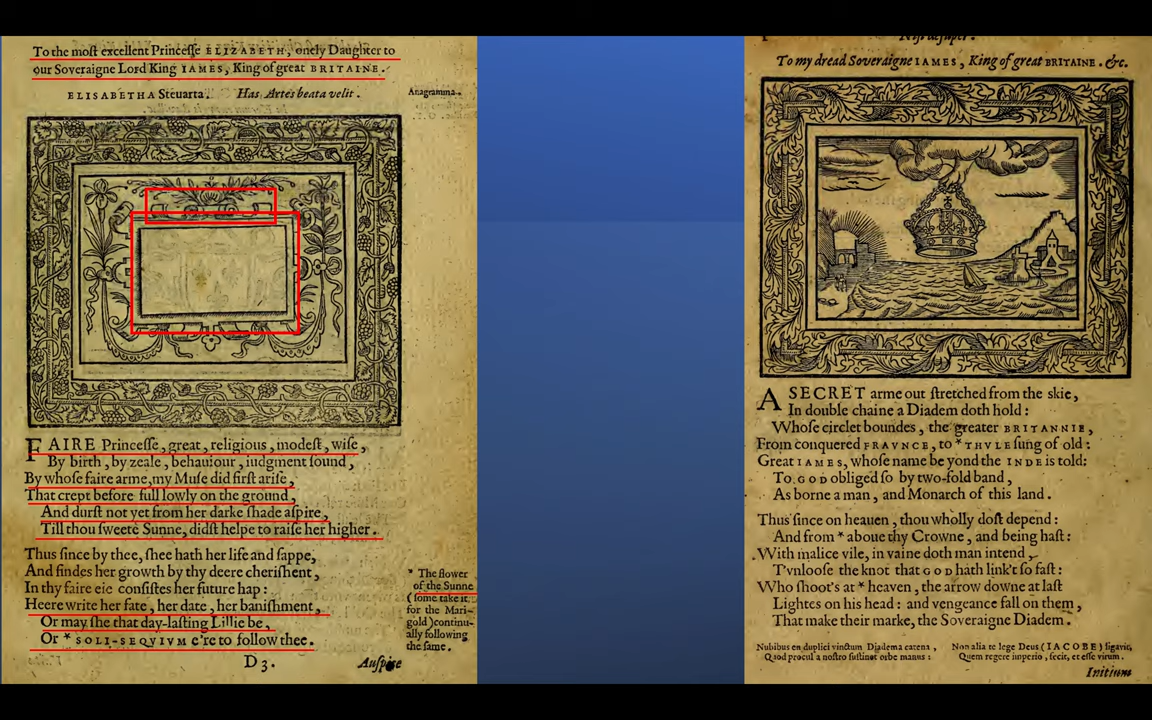 To the most excellent Princeſſe ELIZABETH, onely Daughter to
our Soveraigne Lord King IAMES, King of great BRITAINE.
ELISABETHA Steuarta. Has Artes beata velit.
Anagramma.
FAIRE Princeſſe, great, religious, modeſt, wiſe,
By birth, by zeale, behauiour, iudgment ſound,
By whoſe faire arme, my Muſe did firſt ariſe,
That crept before full lowly on the ground,
And durſt not yet from her darke ſhade aſpire,
Till thou ſweete Sunne, didſt helpe to raiſe her higher.
Thus ſince by thee, ſhee hath her life and ſappe,
And findes her growth by thy deere cheriſhent,
In thy faire eie conſiſtes her future hap:
Heere write her fate, her date, her baniſhment,
Or may ſhe that day-laſting Lillie be,
Or * SOLI-SEQVIVM e're to follow thee.
* The flower
of the Sunne
(ſome take it
for the Mari-
gold) continu-
ally following
the ſame.
D 3.
Auſpice
To my dread Soveraigne IAMES, King of great BRITAINE. &c.
A SECRET arme out ſtretched from the skie,
In double chaine a Diadem doth hold:
Whoſe circlet boundes, the greater BRITANNIE,
From conquered FRAVNCE, to * THVLE ſung of old:
Great IAMES, whoſe name beyond the INDE is told:
To GOD obliged ſo by two-fold band,
As borne a man, and Monarch of this land.
Thus ſince on heauen, thou wholly doſt depend:
And from * aboue thy Crowne, and being haſt:
With malice vile, in vaine doth man intend,
T'vnlooſe the knot that GOD hath link't ſo faſt:
Who ſhoot's at * heaven, the arrow downe at laſt
Lightes on his head: and vengeance fall on them,
That make their marke, the Soveraigne Diadem.
Nubibus en duplici vinctum Diadema catena,
Quod procul a noſtro ſuſtinet orbe manus:
Non alia te lege Deus (IACOBE) ligavit,
Quem regere imperio, fecit, et eſſe virum.
Initium